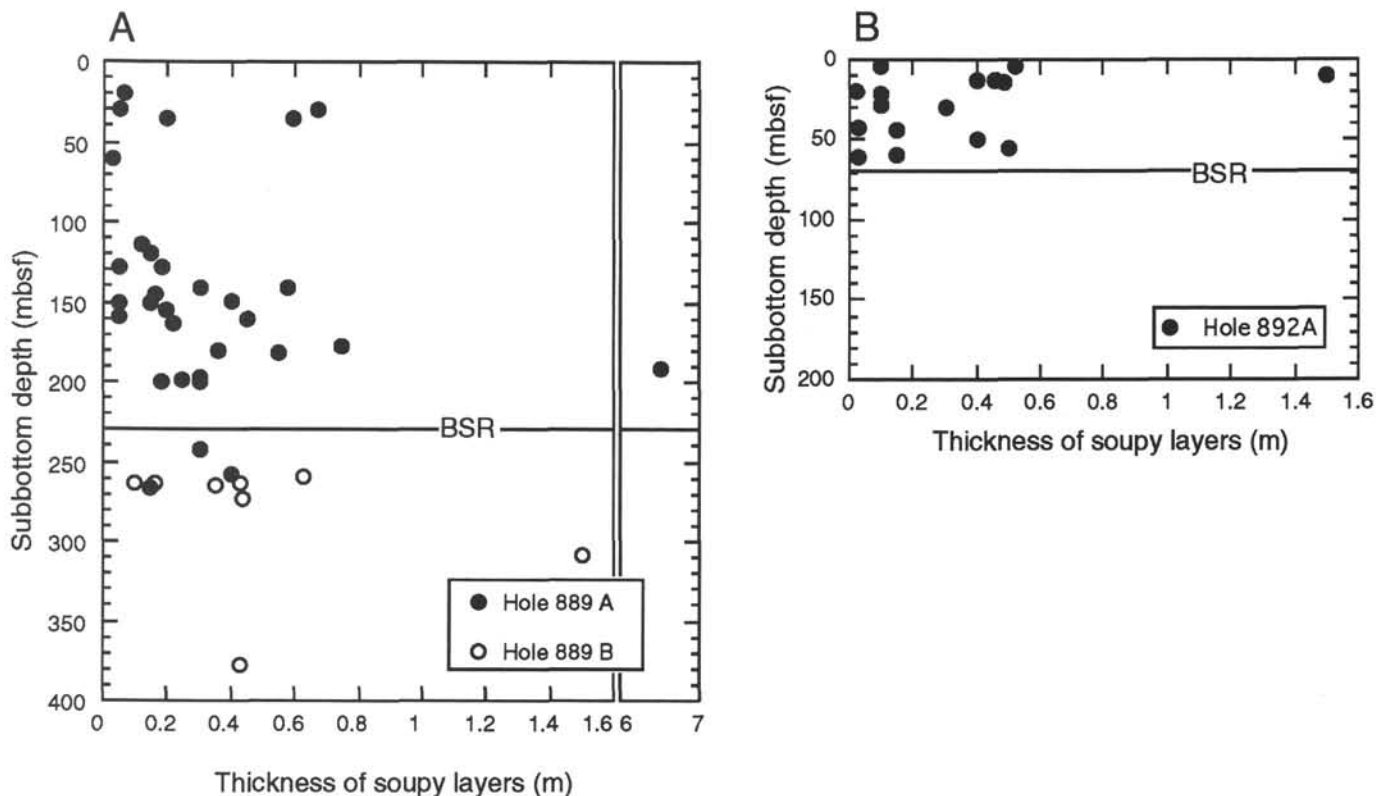 A
0
50
100
150
200
250
300
350
400
Subbottom depth (mbsf)
BSR
Hole 889 A
Hole 889 B
0 0.2 0.4 0.6 0.8 1 1.2 1.4 1.6 6 7
Thickness of soupy layers (m)
B
0
50
100
150
200
Subbottom depth (mbsf)
BSR
Hole 892A
0 0.2 0.4 0.6 0.8 1 1.2 1.4 1.6
Thickness of soupy layers (m)